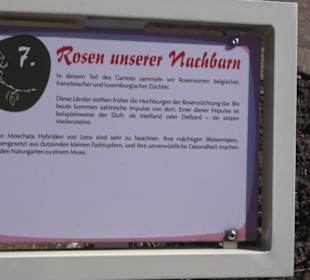 7.
Rosen unserer Nachbarn
In diesem Teil des Gartens sammeln wir Rosensorten belgischer,
französischer und luxemburgischer Züchter.
Diese Länder stellten früher die Hochburgen der Rosenzüchtung dar. Bis
heute kommen zahlreiche Impulse von dort. Einer dieser Impulse ist
beispielsweise der Duft: ob Meilland oder Delbard – sie setzen
Meilensteine.
Moschata Hybriden von Lens sind sehr zu beachten. Ihre mächtigen Blütenrispen,
engesetzt aus dutzenden kleinen Farbtupfern, und ihre unverwüstliche Gesundheit machen
den Naturgarten zu einem Muss.